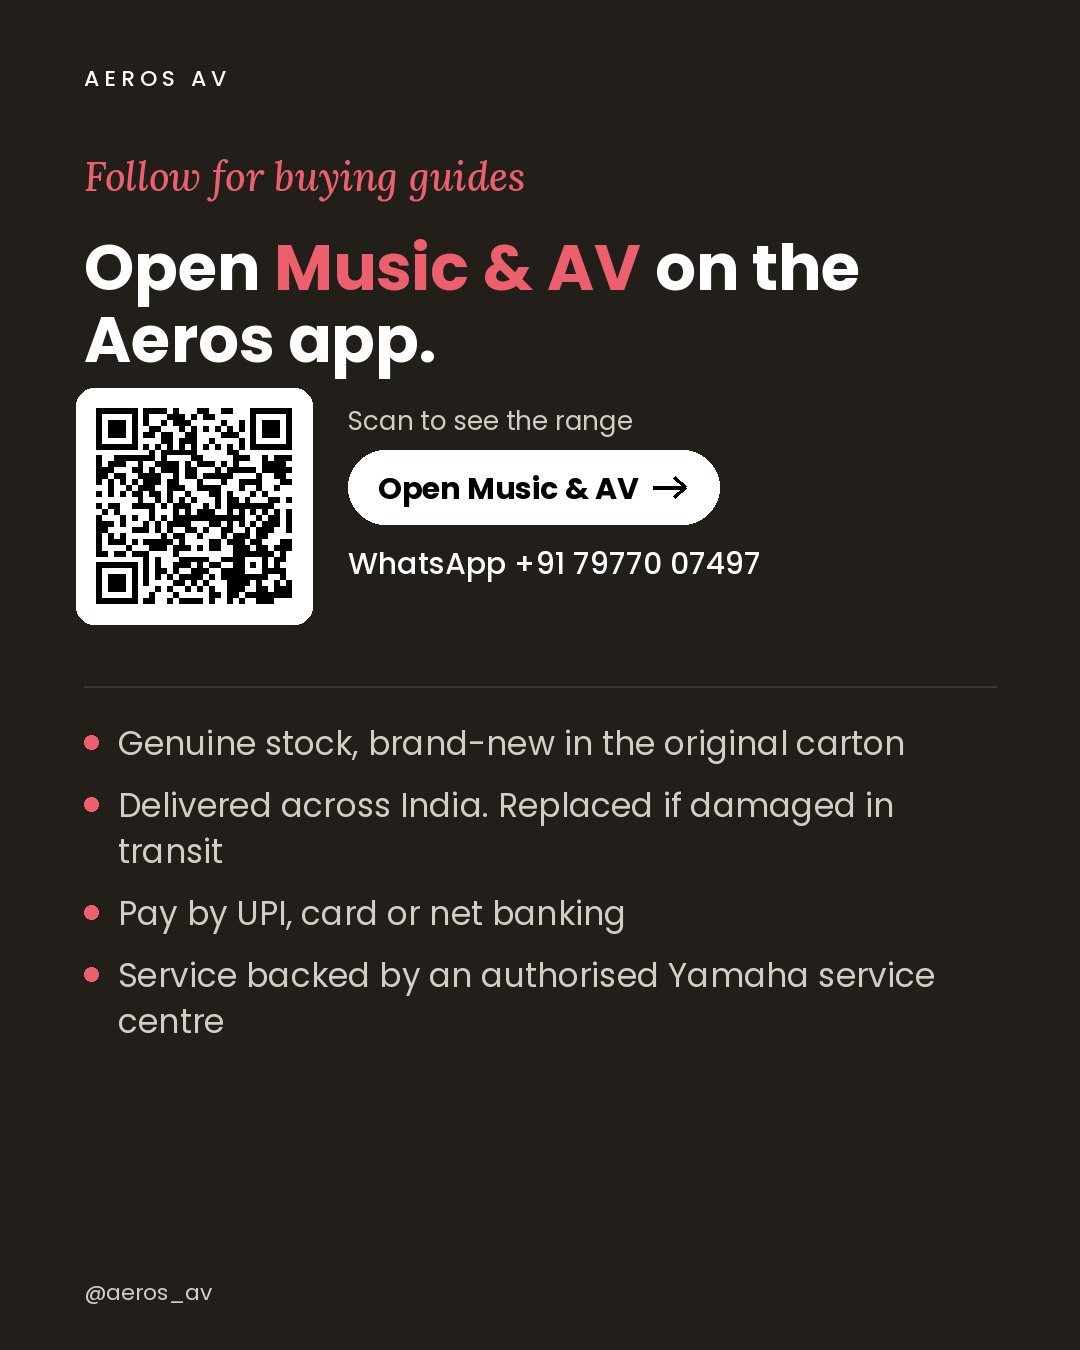 AEROS AV
Follow for buying guides
Open Music & AV on the
Aeros app.
Scan to see the range
Open Music & AV →
WhatsApp +91 79770 07497
Genuine stock, brand-new in the original carton
Delivered across India. Replaced if damaged in
transit
Pay by UPI, card or net banking
Service backed by an authorised Yamaha service
centre
@aeros_av